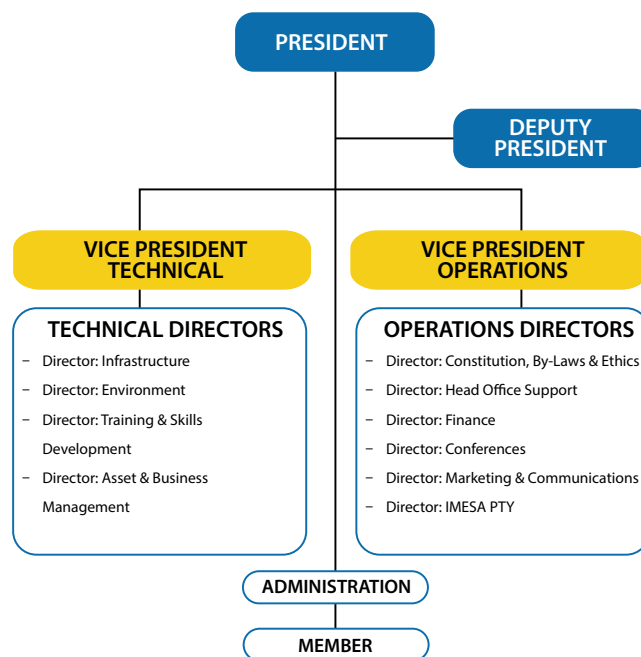 PRESIDENT
DEPUTY
PRESIDENT
VICE PRESIDENT
TECHNICAL
VICE PRESIDENT
OPERATIONS
TECHNICAL DIRECTORS
– Director: Infrastructure
– Director: Environment
– Director: Training & Skills
Development
– Director: Asset & Business
Management
OPERATIONS DIRECTORS
– Director: Constitution, By-Laws & Ethics
– Director: Head Office Support
– Director: Finance
– Director: Conferences
– Director: Marketing & Communications
– Director: IMESA PTY
ADMINISTRATION
MEMBER